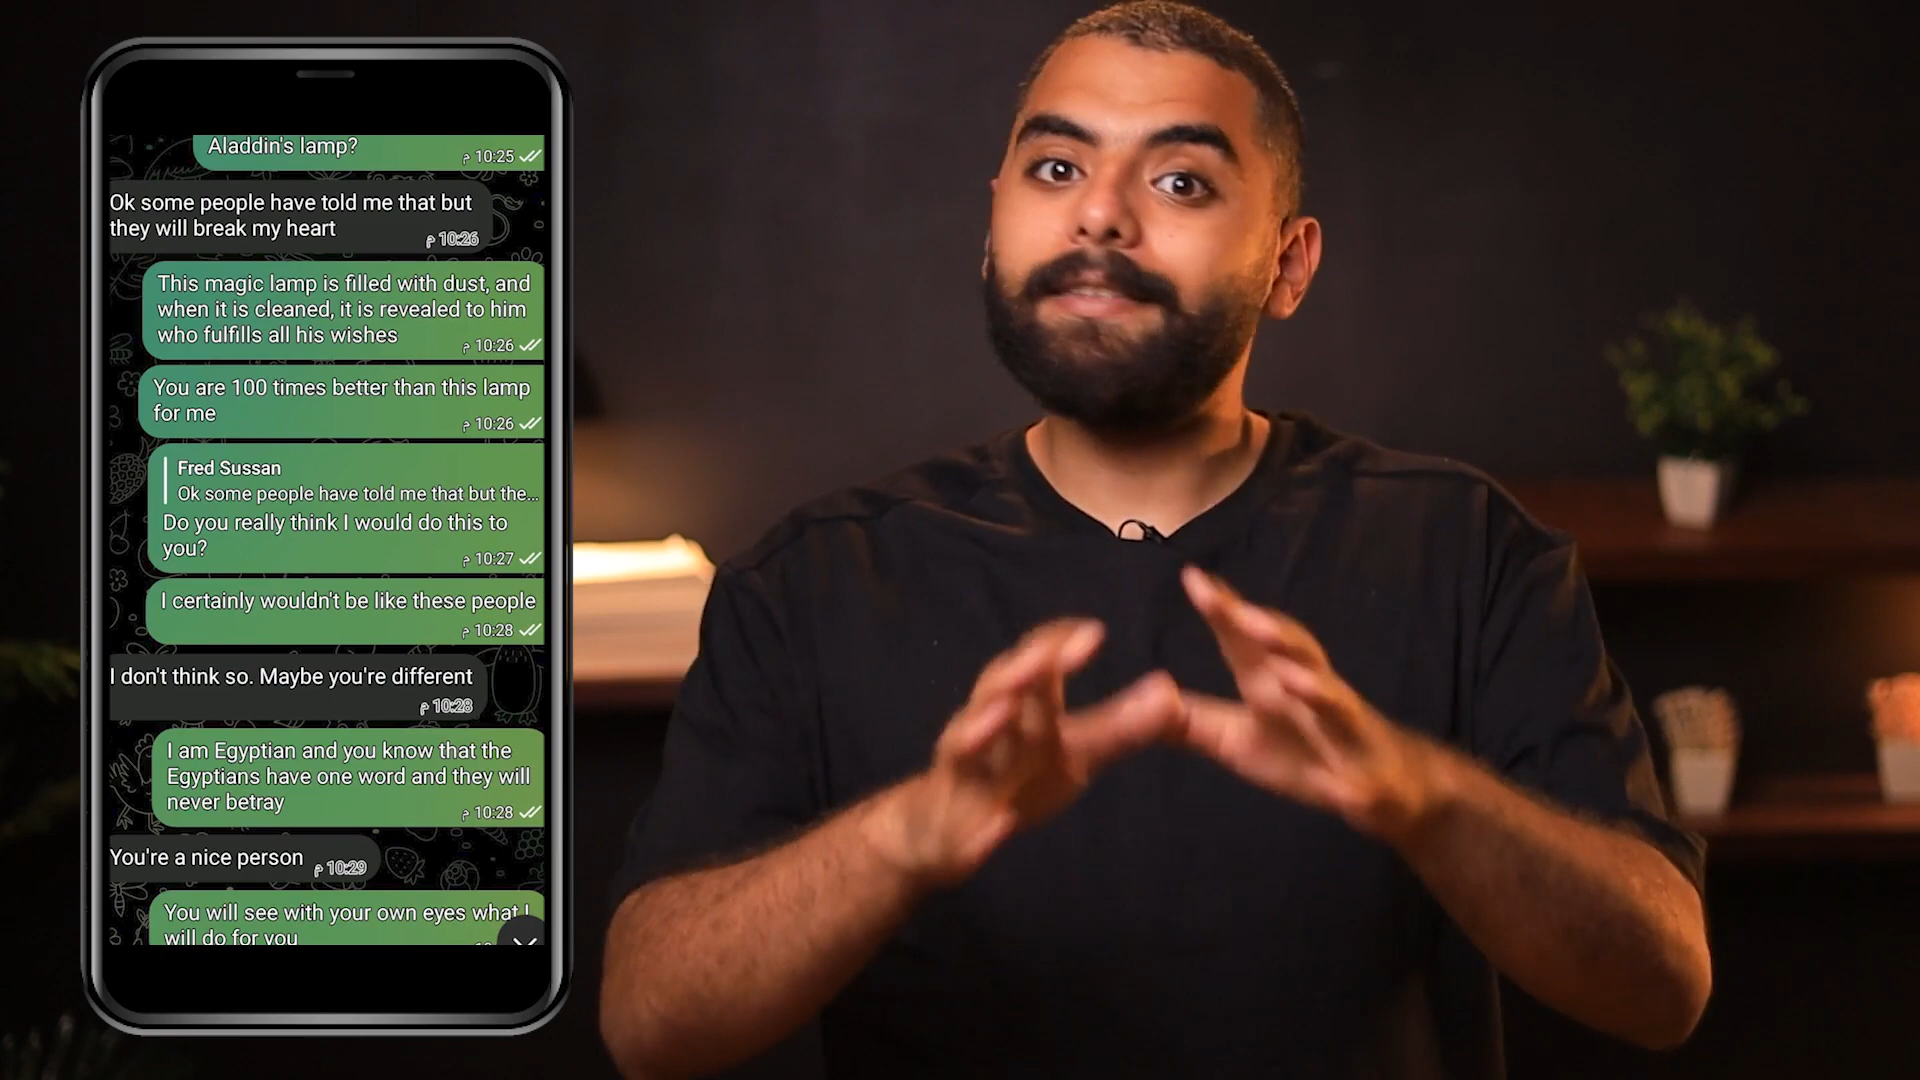 Aladdin's lamp?
م 10:25
Ok some people have told me that but
they will break my heart
م 10:26
This magic lamp is filled with dust, and
when it is cleaned, it is revealed to him
who fulfills all his wishes
م 10:26
You are 100 times better than this lamp
for me
م 10:26
Fred Sussan
Ok some people have told me that but the...
Do you really think I would do this to
you?
م 10:27
I certainly wouldn't be like these people
م 10:28
I don't think so. Maybe you're different
م 10:28
I am Egyptian and you know that the
Egyptians have one word and they will
never betray
م 10:28
You're a nice person
م 10:29
You will see with your own eyes what I
will do for you